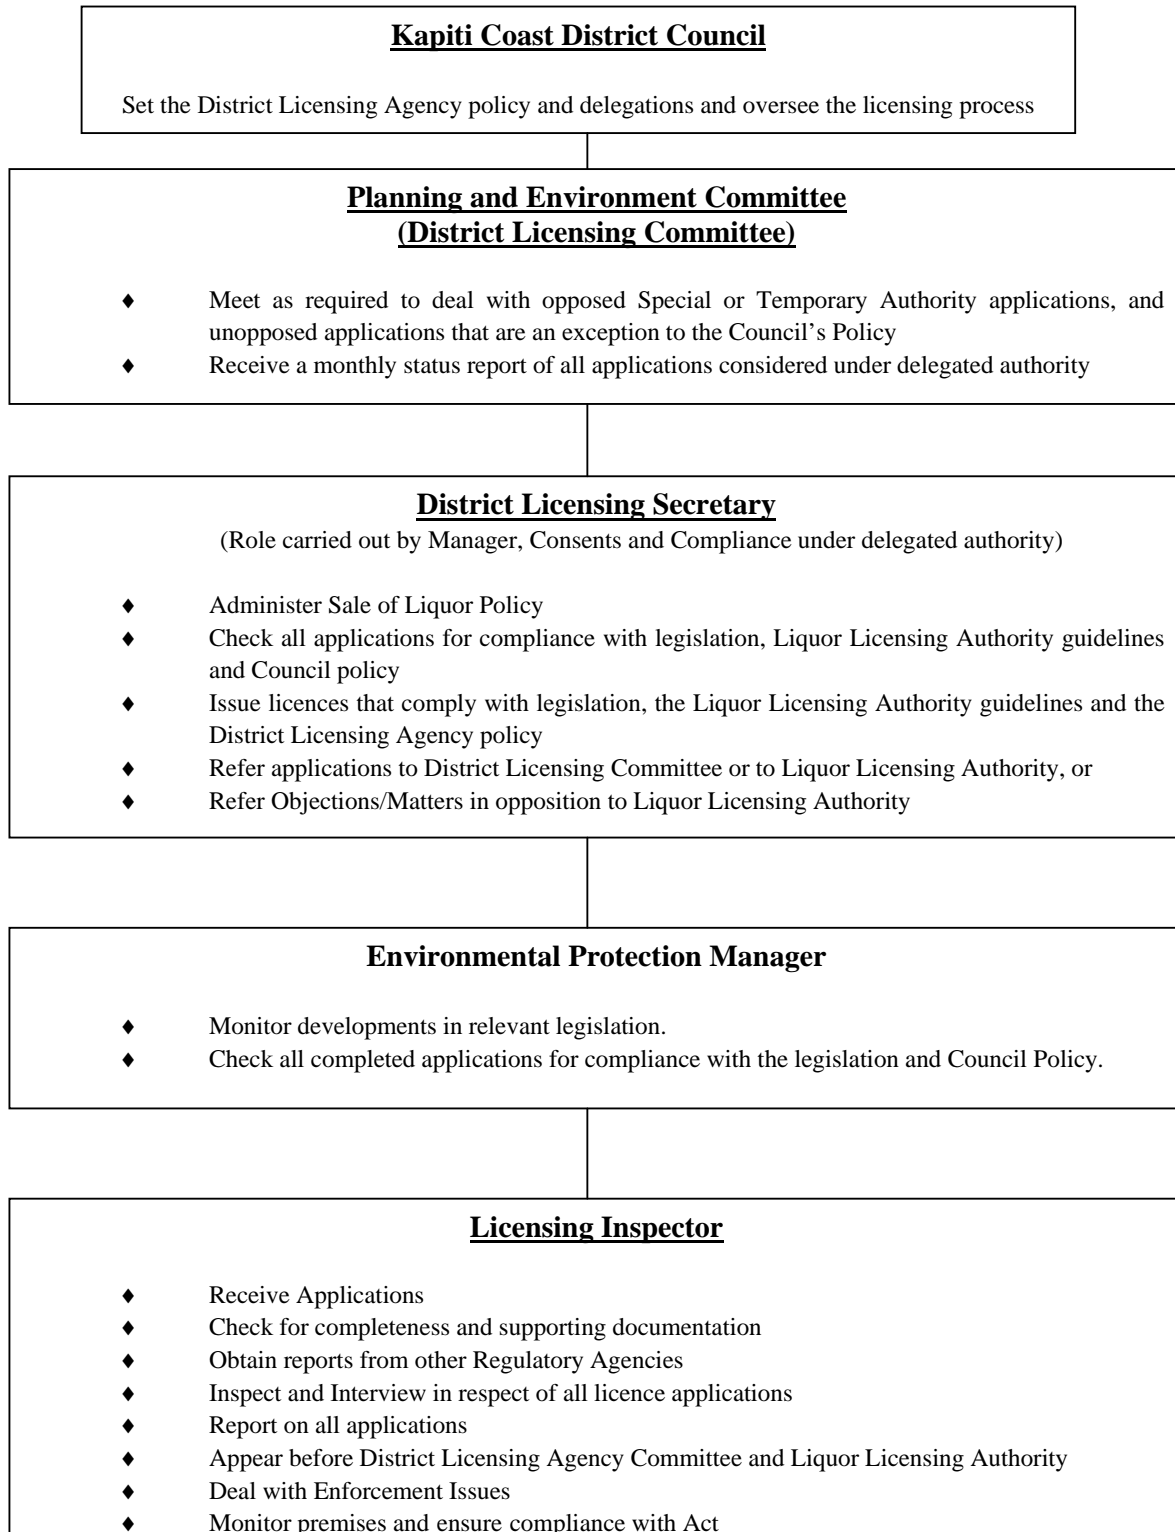 Kapiti Coast District Council
Set the District Licensing Agency policy and delegations and oversee the licensing process
Planning and Environment Committee
(District Licensing Committee)
♦ Meet as required to deal with opposed Special or Temporary Authority applications, and
unopposed applications that are an exception to the Council's Policy
♦ Receive a monthly status report of all applications considered under delegated authority
District Licensing Secretary
(Role carried out by Manager, Consents and Compliance under delegated authority)
♦ Administer Sale of Liquor Policy
♦ Check all applications for compliance with legislation, Liquor Licensing Authority guidelines
and Council policy
♦ Issue licences that comply with legislation, the Liquor Licensing Authority guidelines and the
District Licensing Agency policy
♦ Refer applications to District Licensing Committee or to Liquor Licensing Authority, or
♦ Refer Objections/Matters in opposition to Liquor Licensing Authority
Environmental Protection Manager
♦ Monitor developments in relevant legislation.
♦ Check all completed applications for compliance with the legislation and Council Policy.
Licensing Inspector
♦ Receive Applications
♦ Check for completeness and supporting documentation
♦ Obtain reports from other Regulatory Agencies
♦ Inspect and Interview in respect of all licence applications
♦ Report on all applications
♦ Appear before District Licensing Agency Committee and Liquor Licensing Authority
♦ Deal with Enforcement Issues
♦ Monitor premises and ensure compliance with Act